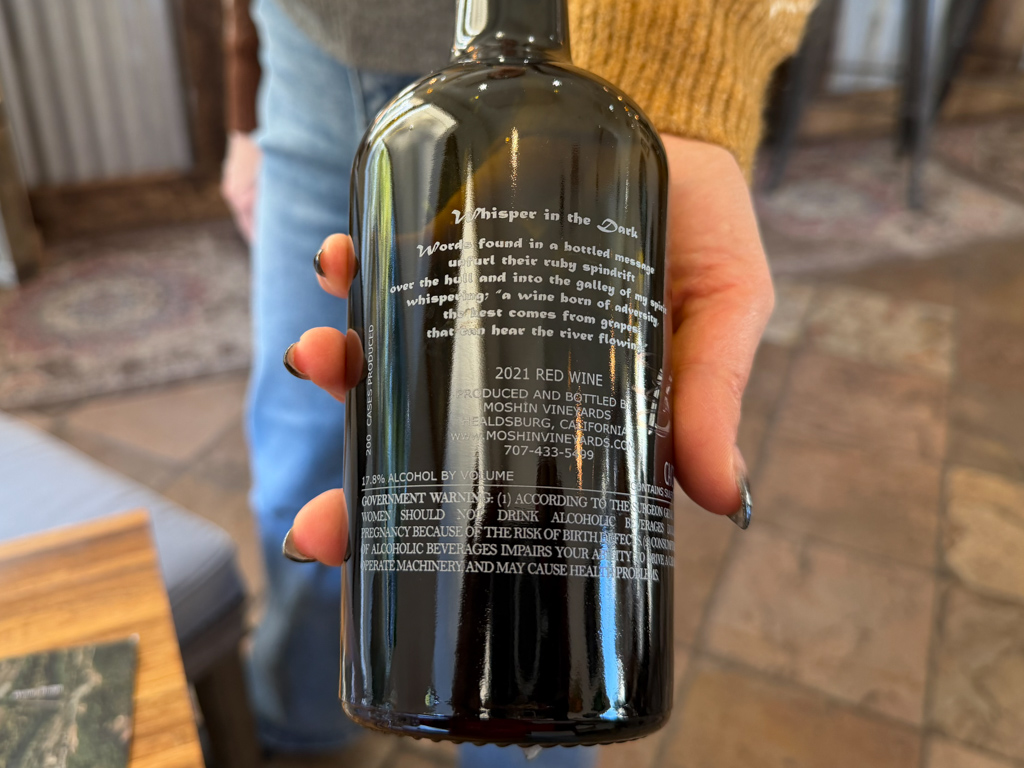 Whisper in the Dark
Words found in a bottled message
unfurl their ruby spindrift
over the hull and into the galley of my spirit
whispering; "a wine born of adversity
the best comes from grapes
that can hear the river flowing"
200 CASES PRODUCED
2021 RED WINE
PRODUCED AND BOTTLED BY
MOSHIN VINEYARDS
HEALDSBURG, CALIFORNIA
WWW.MOSHINVINEYARDS.COM
707-433-5499
17.8% ALCOHOL BY VOLUME
CONTAINS
GOVERNMENT WARNING: (1) ACCORDING TO THE SURGEON
WOMEN SHOULD NOT DRINK ALCOHOLIC BEVERAGES
PREGNANCY BECAUSE OF THE RISK OF BIRTH DEFECTS
OF ALCOHOLIC BEVERAGES IMPAIRS YOUR ABILITY TO DRIVE A
OPERATE MACHINERY, AND MAY CAUSE HEALTH PROBLEMS.